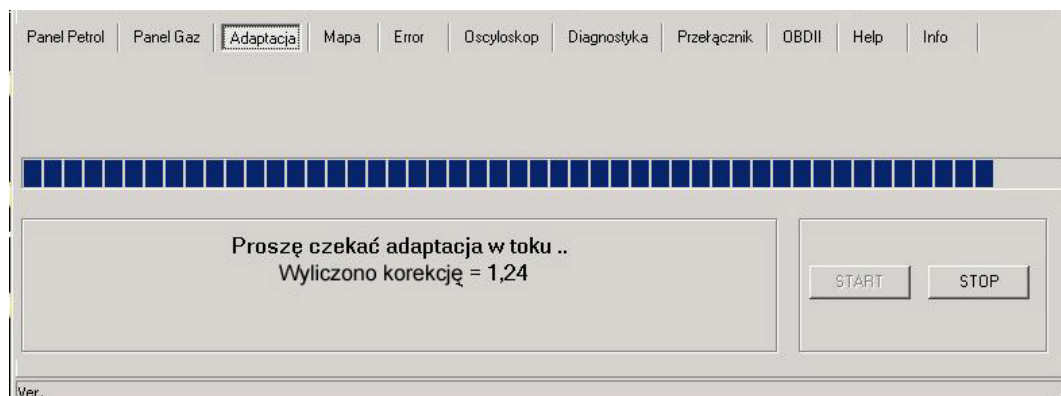 Panel Petrol Panel Gaz Adaptacja Mapa Error Oscyloskop Diagnostyka Przełącznik OBDII Help Info
Proszę czekać adaptacja w toku ..
Wyliczono korekcję = 1,24
START STOP
Ver.